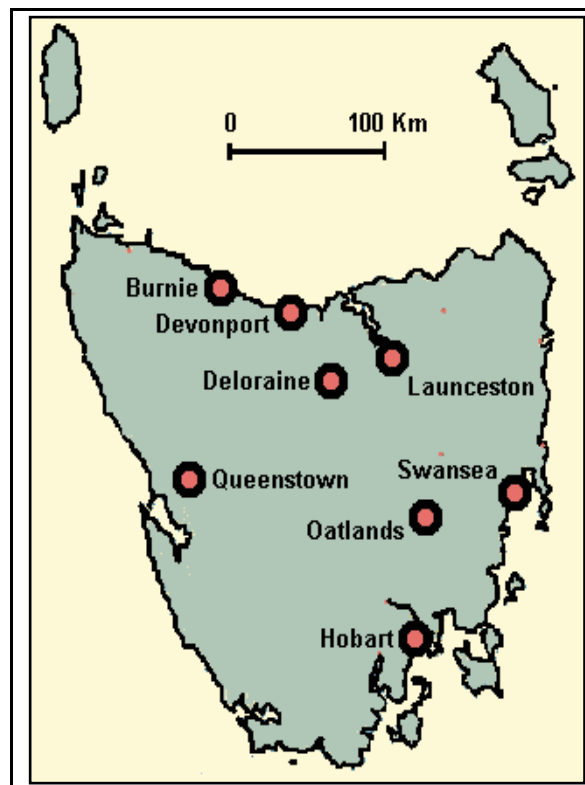 0 100 Km
Burnie
Devonport
Deloraine
Launceston
Queenstown
Swansea
Oatlands
Hobart